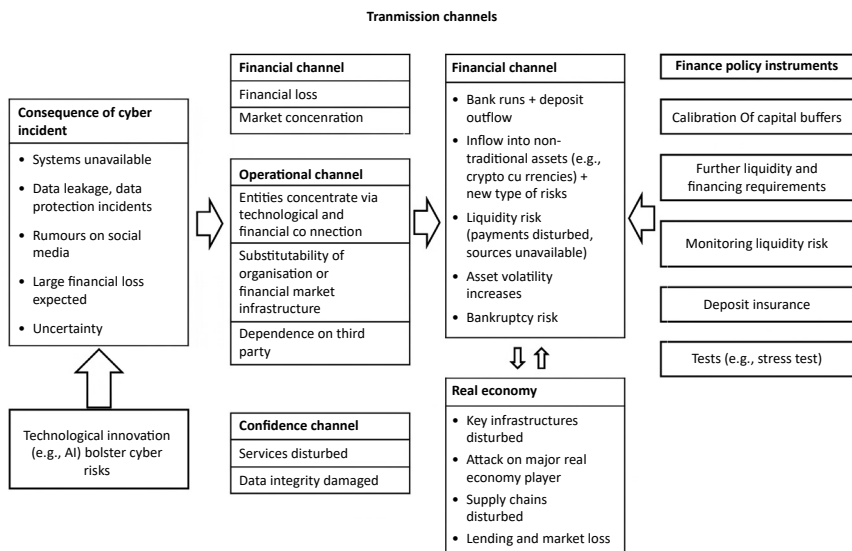 Tranmission channels
Consequence of cyber
incident
• Systems unavailable
• Data leakage, data
protection incidents
• Rumours on social
media
• Large financial loss
expected
• Uncertainty
Technological innovation
(e.g., AI) bolster cyber
risks
Financial channel
Financial loss
Market concenration
Operational channel
Entities concentrate via
technological and
financial co nnection
Substitutability of
organisation or
financial market
infrastructure
Dependence on third
party
Confidence channel
Services disturbed
Data integrity damaged
Financial channel
• Bank runs + deposit
outflow
• Inflow into non-
traditional assets (e.g.,
crypto cu rrencies) +
new type of risks
• Liquidity risk
(payments disturbed,
sources unavailable)
• Asset volatility
increases
• Bankruptcy risk
Real economy
• Key infrastructures
disturbed
• Attack on major real
economy player
• Supply chains
disturbed
• Lending and market loss
Finance policy instruments
Calibration Of capital buffers
Further liquidity and
financing requirements
Monitoring liquidity risk
Deposit insurance
Tests (e.g., stress test)